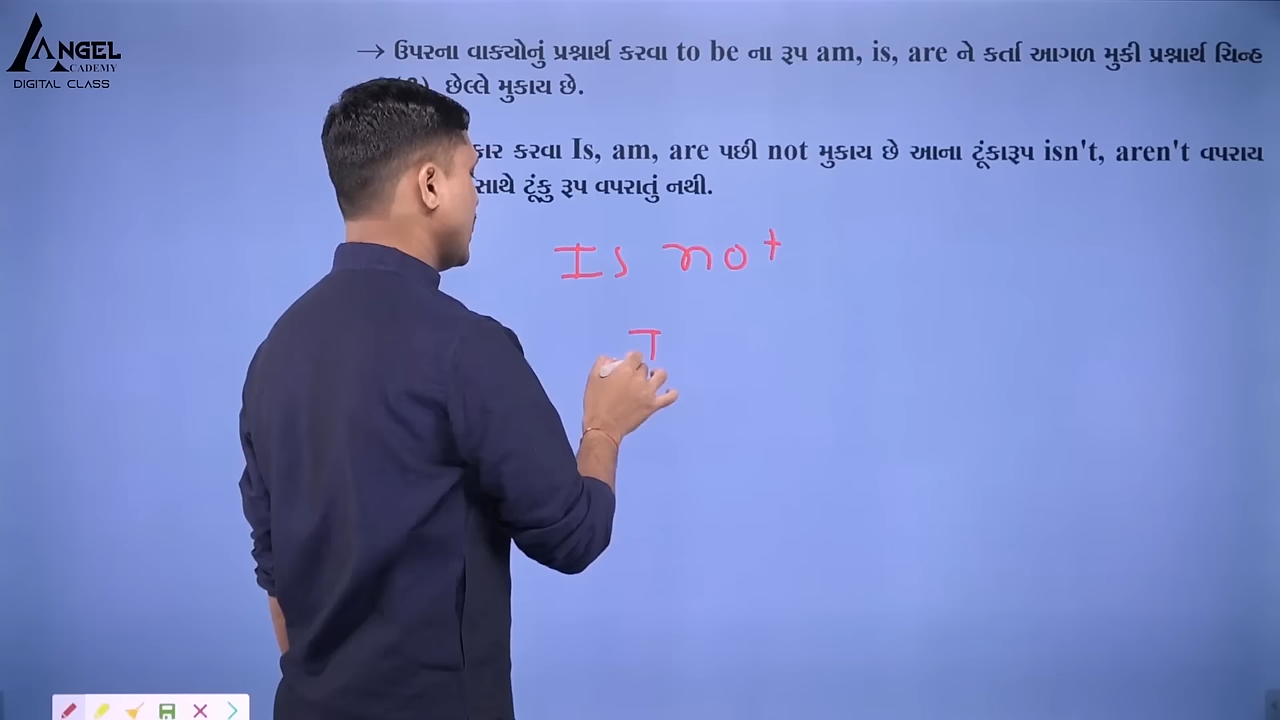 ANGEL
ACADEMY
DIGITAL CLASS
→ ઉપરના વાક્યોનું પ્રશ્નાર્થ કરવા to be ના રૂપ am, is, are ને કર્તા આગળ મુકી પ્રશ્નાર્થ ચિન્હ
છેલ્લે મુકાય છે.
કરવા Is, am, are પછી not મુકાય છે આના ટૂંકારૂપ isn't, aren't વપરાય
સાથે ટૂંકુ રૂપ વપરાતું નથી.
Is not